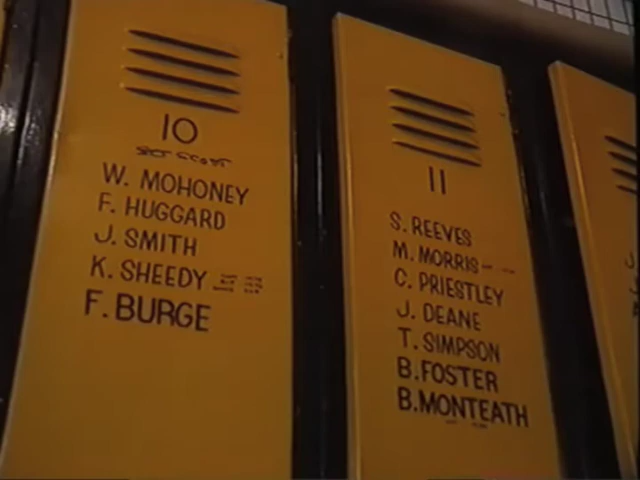 10
W. MOHONEY
F. HUGGARD
J. SMITH
K. SHEEDY
F. BURGE
11
S. REEVES
M. MORRIS
C. PRIESTLEY
J. DEANE
T. SIMPSON
B. FOSTER
B. MONTEATH